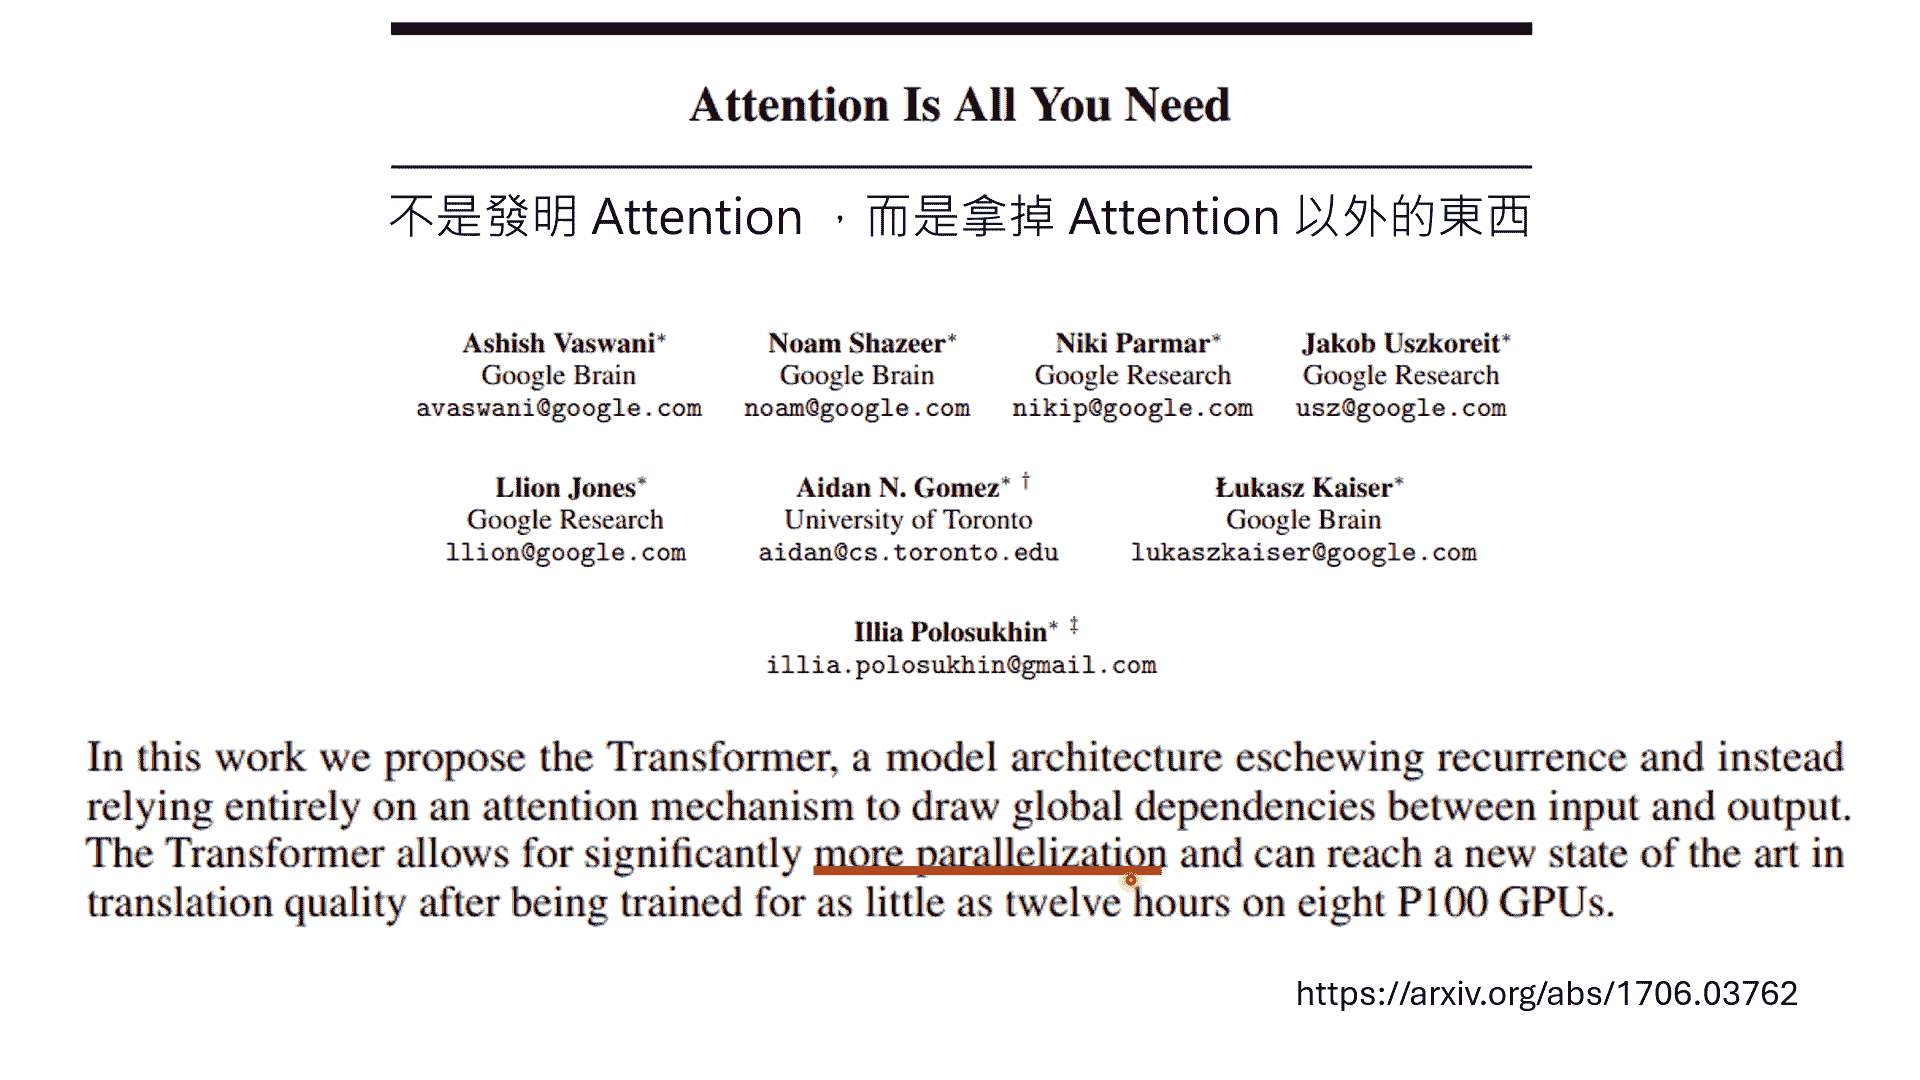 Attention Is All You Need
不是發明 Attention ，而是拿掉 Attention 以外的東西
Ashish Vaswani* Noam Shazeer* Niki Parmar* Jakob Uszkoreit*
Google Brain Google Brain Google Research Google Research
avaswani@google.com noam@google.com nikip@google.com usz@google.com
Llion Jones* Aidan N. Gomez* † Łukasz Kaiser*
Google Research University of Toronto Google Brain
llion@google.com aidan@cs.toronto.edu lukaszkaiser@google.com
Illia Polosukhin* ‡
illia.polosukhin@gmail.com
In this work we propose the Transformer, a model architecture eschewing recurrence and instead
relying entirely on an attention mechanism to draw global dependencies between input and output.
The Transformer allows for significantly more parallelization and can reach a new state of the art in
translation quality after being trained for as little as twelve hours on eight P100 GPUs.
https://arxiv.org/abs/1706.03762